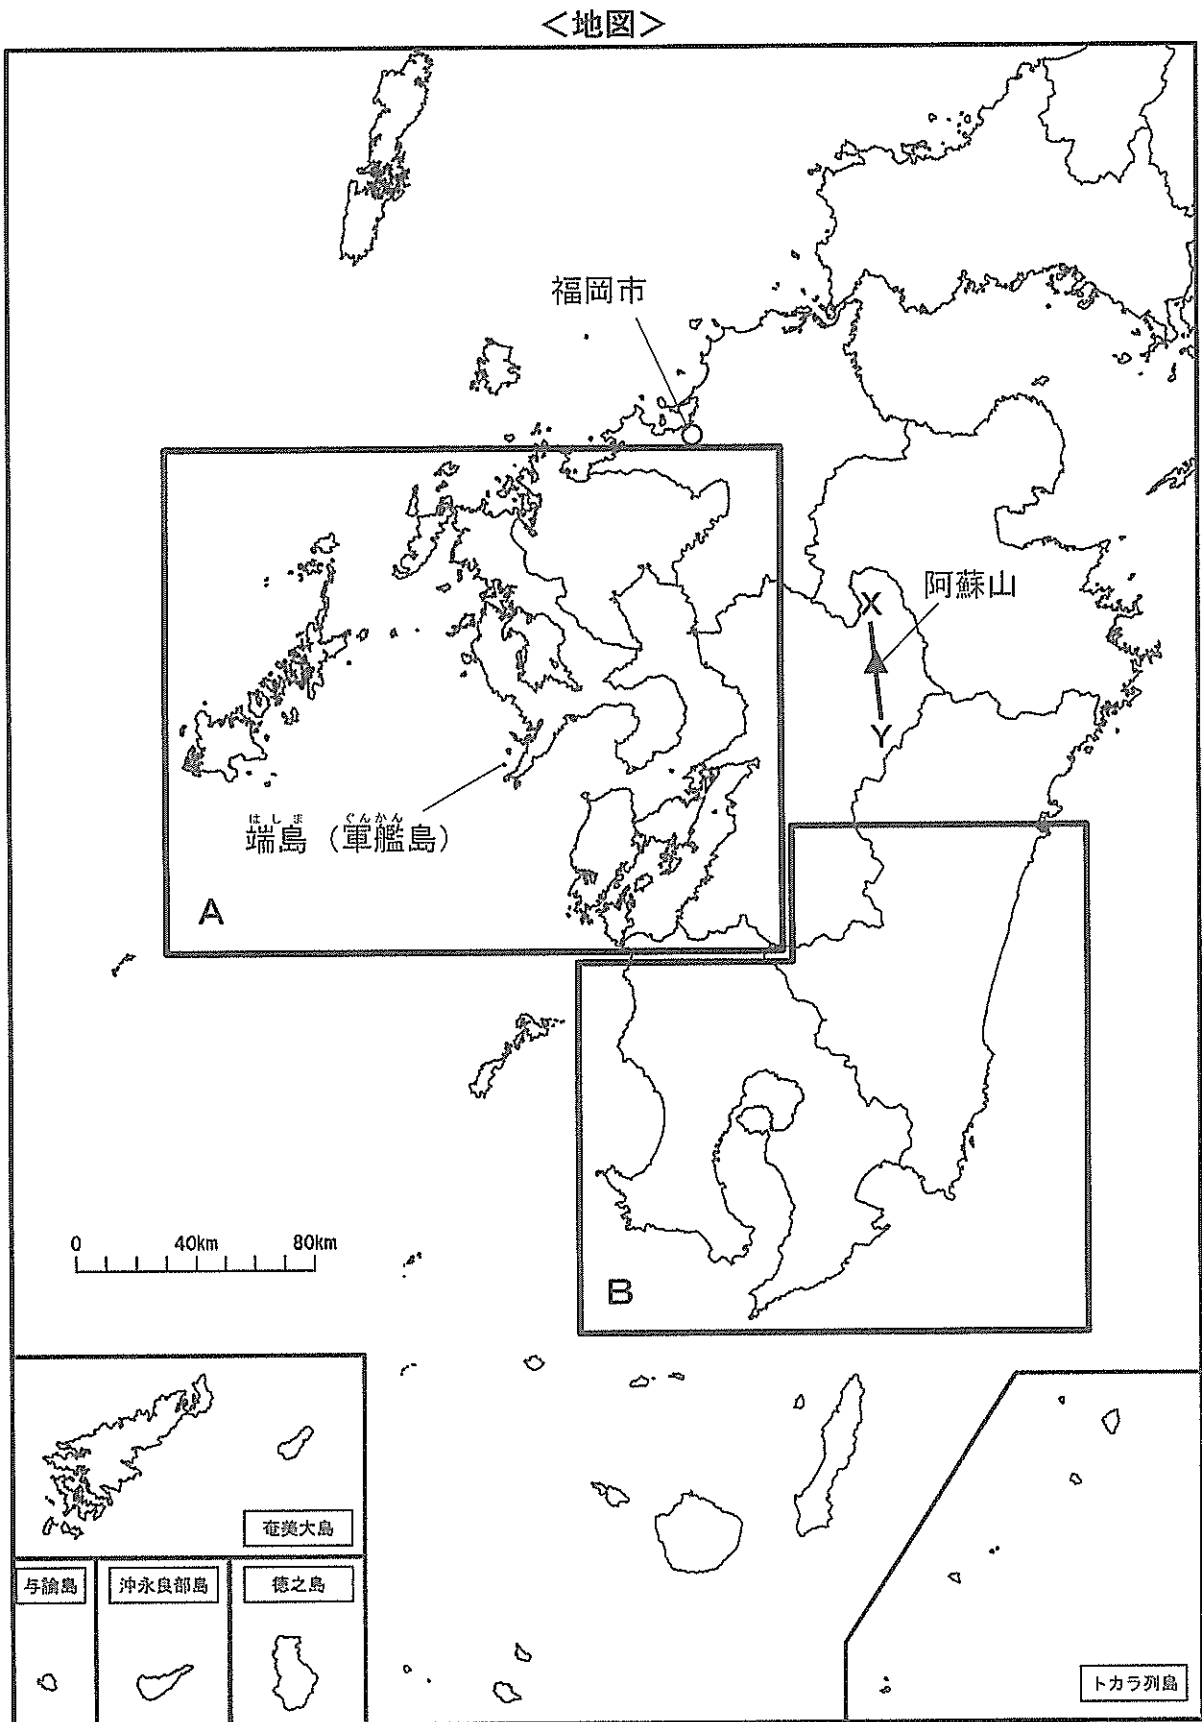 <地図>
福岡市
阿蘇山
X
Y
はしま ぐんかん
端島(軍艦島)
A
0 40km 80km
B
奄美大島
与論島 沖永良部島 徳之島
トカラ列島